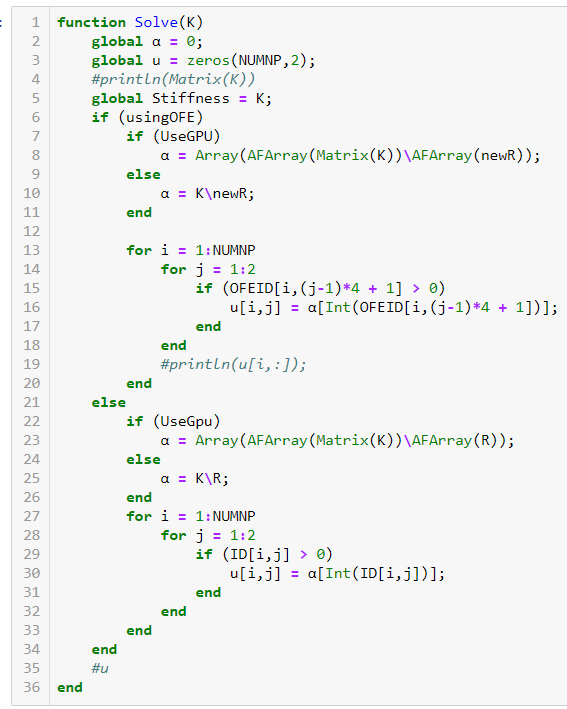 1 function Solve(K)
2     global α = 0;
3     global u = zeros(NUMNP,2);
4     #println(Matrix(K))
5     global Stiffness = K;
6     if (usingOFE)
7         if (UseGPU)
8             α = Array(AFArray(Matrix(K))\AFArray(newR));
9         else
10             α = K\newR;
11         end
12
13         for i = 1:NUMNP
14             for j = 1:2
15                 if (OFEID[i,(j-1)*4 + 1] > 0)
16                     u[i,j] = α[Int(OFEID[i,(j-1)*4 + 1])];
17                 end
18             end
19             #println(u[i,:]);
20         end
21     else
22         if (UseGpu)
23             α = Array(AFArray(Matrix(K))\AFArray(R));
24         else
25             α = K\R;
26         end
27         for i = 1:NUMNP
28             for j = 1:2
29                 if (ID[i,j] > 0)
30                     u[i,j] = α[Int(ID[i,j])];
31                 end
32             end
33         end
34     end
35     #u
36 end